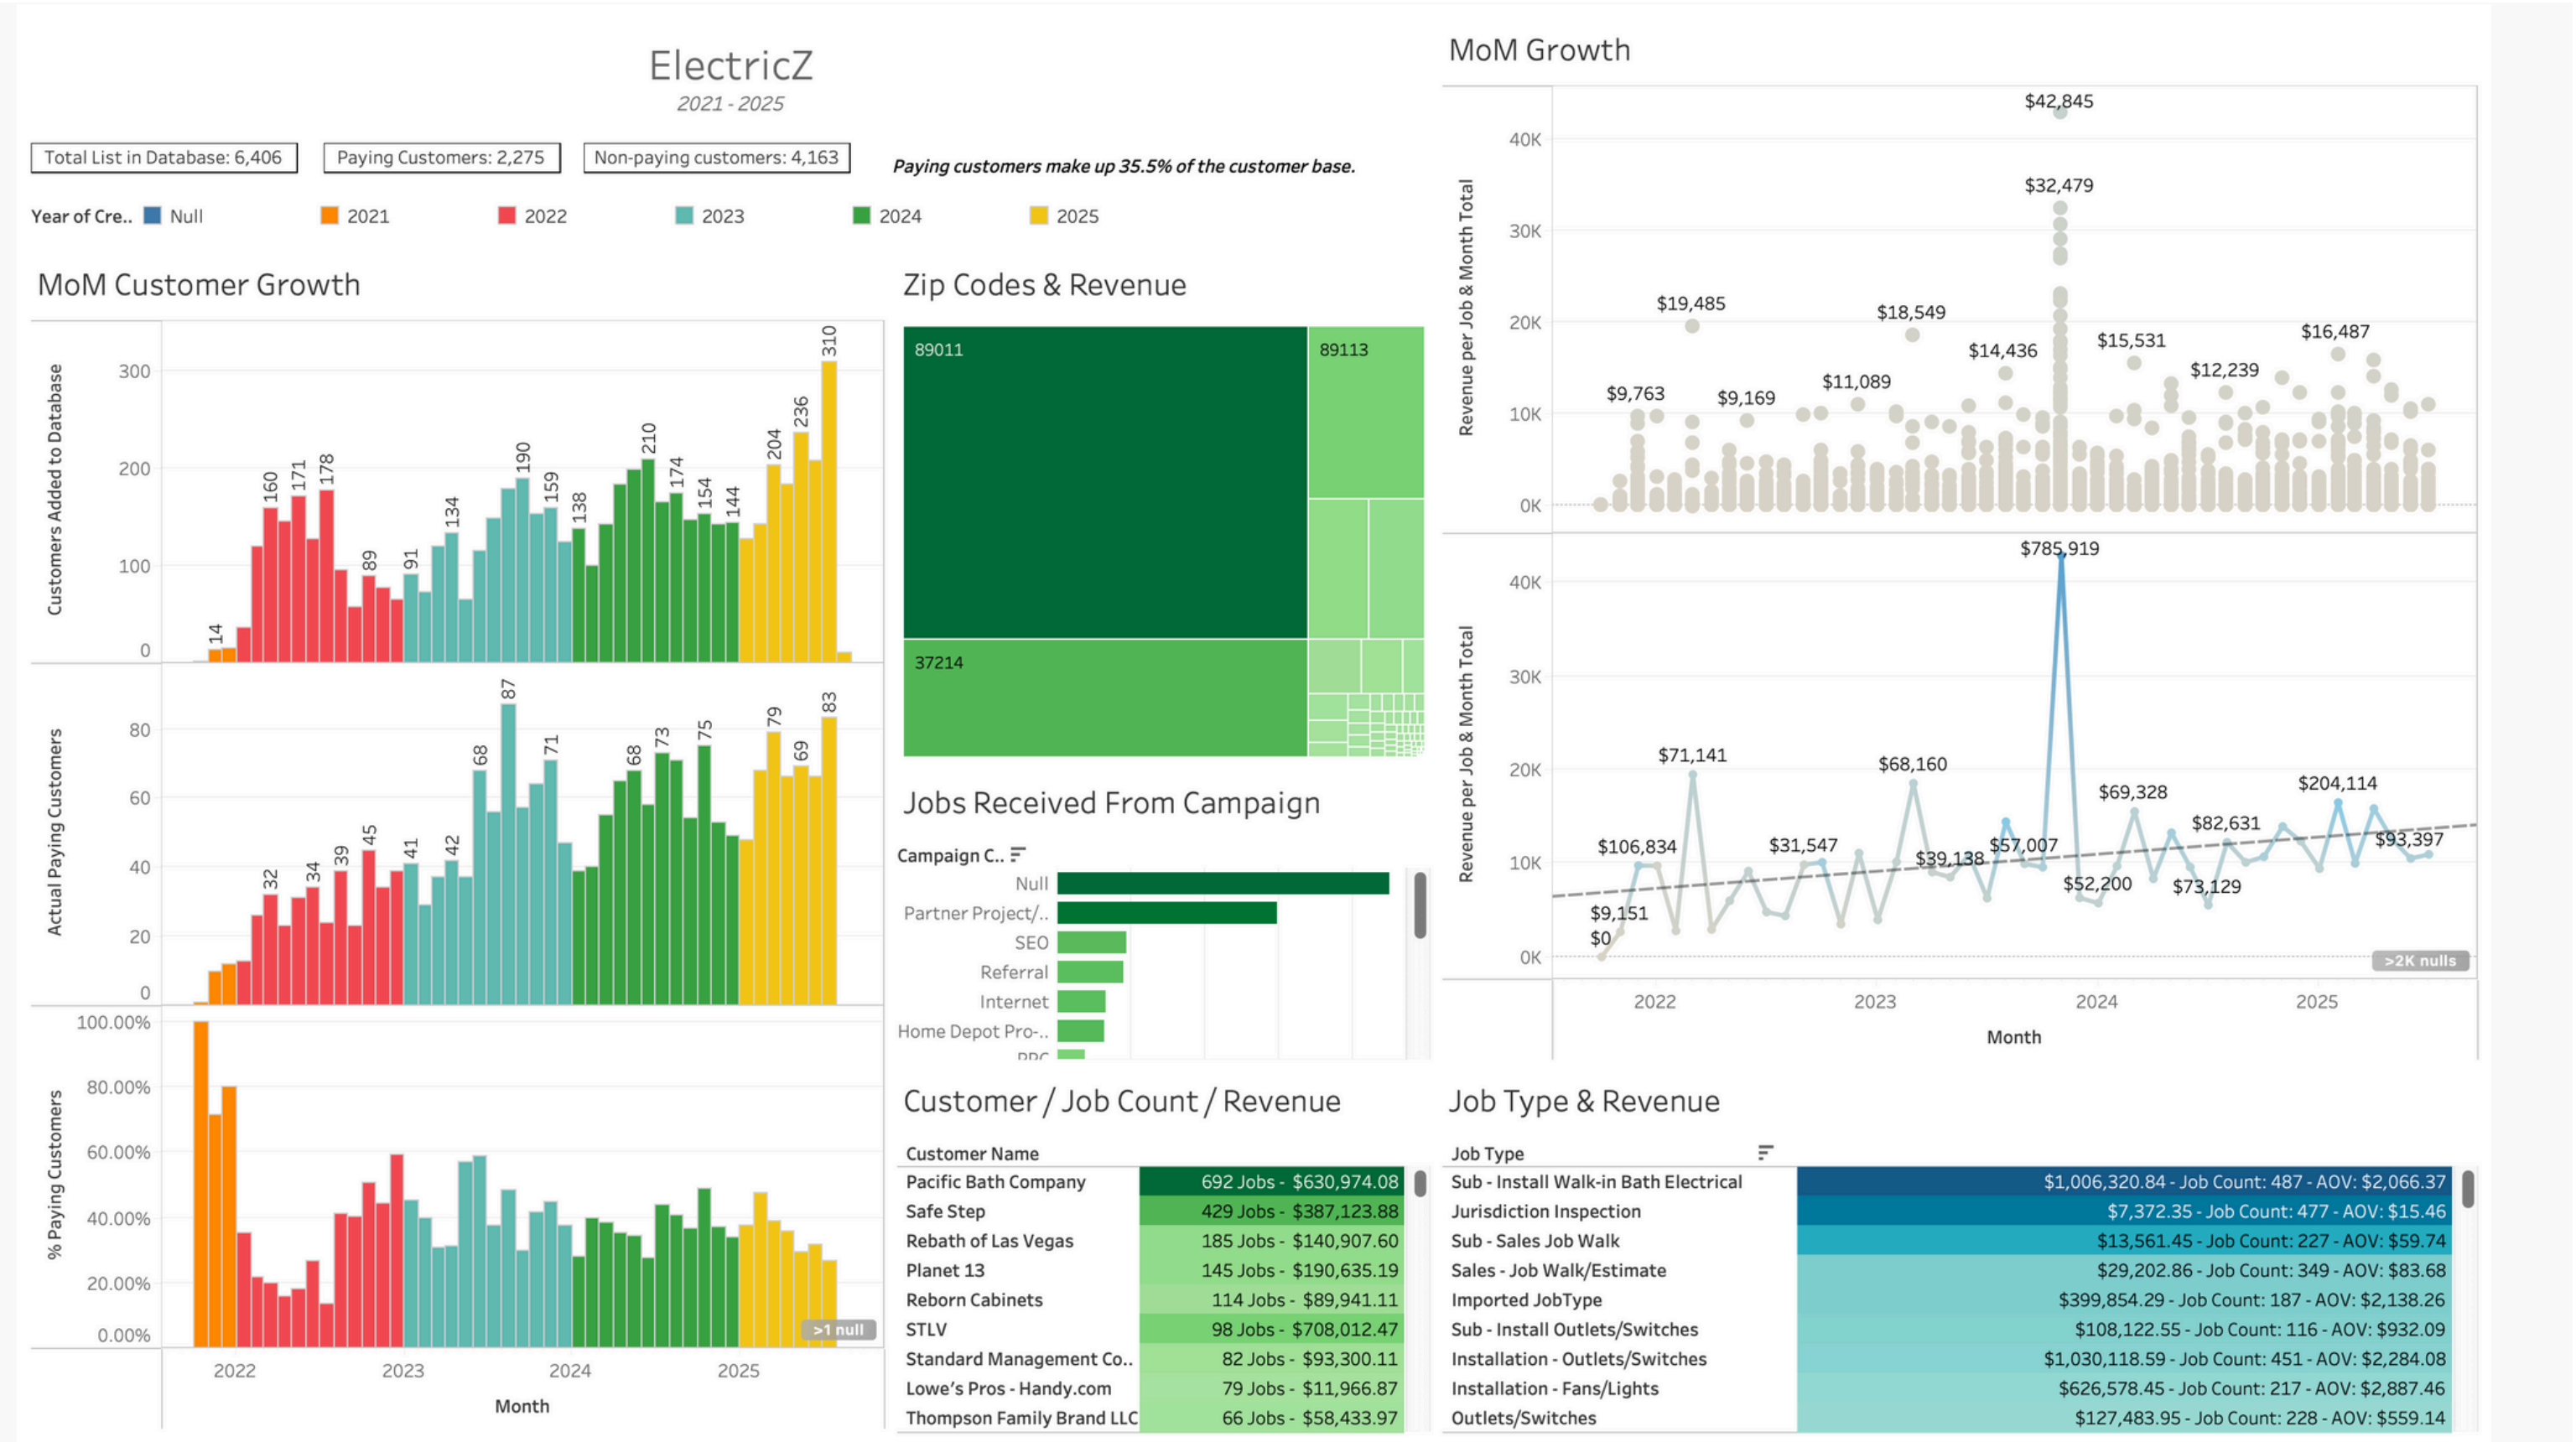 ElectricZ
2021 - 2025
Total List in Database: 6,406
Paying Customers: 2,275
Non-paying customers: 4,163
Paying customers make up 35.5% of the customer base.
Year of Cre..
Null
2021
2022
2023
2024
2025
MoM Customer Growth
Customers Added to Database
300
200
100
0
14
160
171
178
89
91
134
190
159
138
210
174
154
144
204
236
310
Actual Paying Customers
80
60
40
20
0
32
34
39
45
41
42
68
87
71
68
73
75
79
69
83
% Paying Customers
100.00%
80.00%
60.00%
40.00%
20.00%
0.00%
>1 null
2022
2023
2024
2025
Month
Zip Codes & Revenue
89011
89113
37214
Jobs Received From Campaign
Campaign C..
Null
Partner Project/..
SEO
Referral
Internet
Home Depot Pro-..
PPC
Customer / Job Count / Revenue
Customer Name
Pacific Bath Company 692 Jobs - $630,974.08
Safe Step 429 Jobs - $387,123.88
Rebath of Las Vegas 185 Jobs - $140,907.60
Planet 13 145 Jobs - $190,635.19
Reborn Cabinets 114 Jobs - $89,941.11
STLV 98 Jobs - $708,012.47
Standard Management Co.. 82 Jobs - $93,300.11
Lowe's Pros - Handy.com 79 Jobs - $11,966.87
Thompson Family Brand LLC 66 Jobs - $58,433.97
MoM Growth
Revenue per Job & Month Total
40K
30K
20K
10K
0K
$42,845
$32,479
$19,485
$18,549
$14,436
$15,531
$16,487
$9,763
$9,169
$11,089
$12,239
Revenue per Job & Month Total
40K
30K
20K
10K
0K
$785,919
$71,141
$68,160
$69,328
$204,114
$106,834
$31,547
$39,138
$57,007
$82,631
$93,397
$52,200
$73,129
$9,151
$0
>2K nulls
2022
2023
2024
2025
Month
Job Type & Revenue
Job Type
Sub - Install Walk-in Bath Electrical $1,006,320.84 - Job Count: 487 - AOV: $2,066.37
Jurisdiction Inspection $7,372.35 - Job Count: 477 - AOV: $15.46
Sub - Sales Job Walk $13,561.45 - Job Count: 227 - AOV: $59.74
Sales - Job Walk/Estimate $29,202.86 - Job Count: 349 - AOV: $83.68
Imported JobType $399,854.29 - Job Count: 187 - AOV: $2,138.26
Sub - Install Outlets/Switches $108,122.55 - Job Count: 116 - AOV: $932.09
Installation - Outlets/Switches $1,030,118.59 - Job Count: 451 - AOV: $2,284.08
Installation - Fans/Lights $626,578.45 - Job Count: 217 - AOV: $2,887.46
Outlets/Switches $127,483.95 - Job Count: 228 - AOV: $559.14